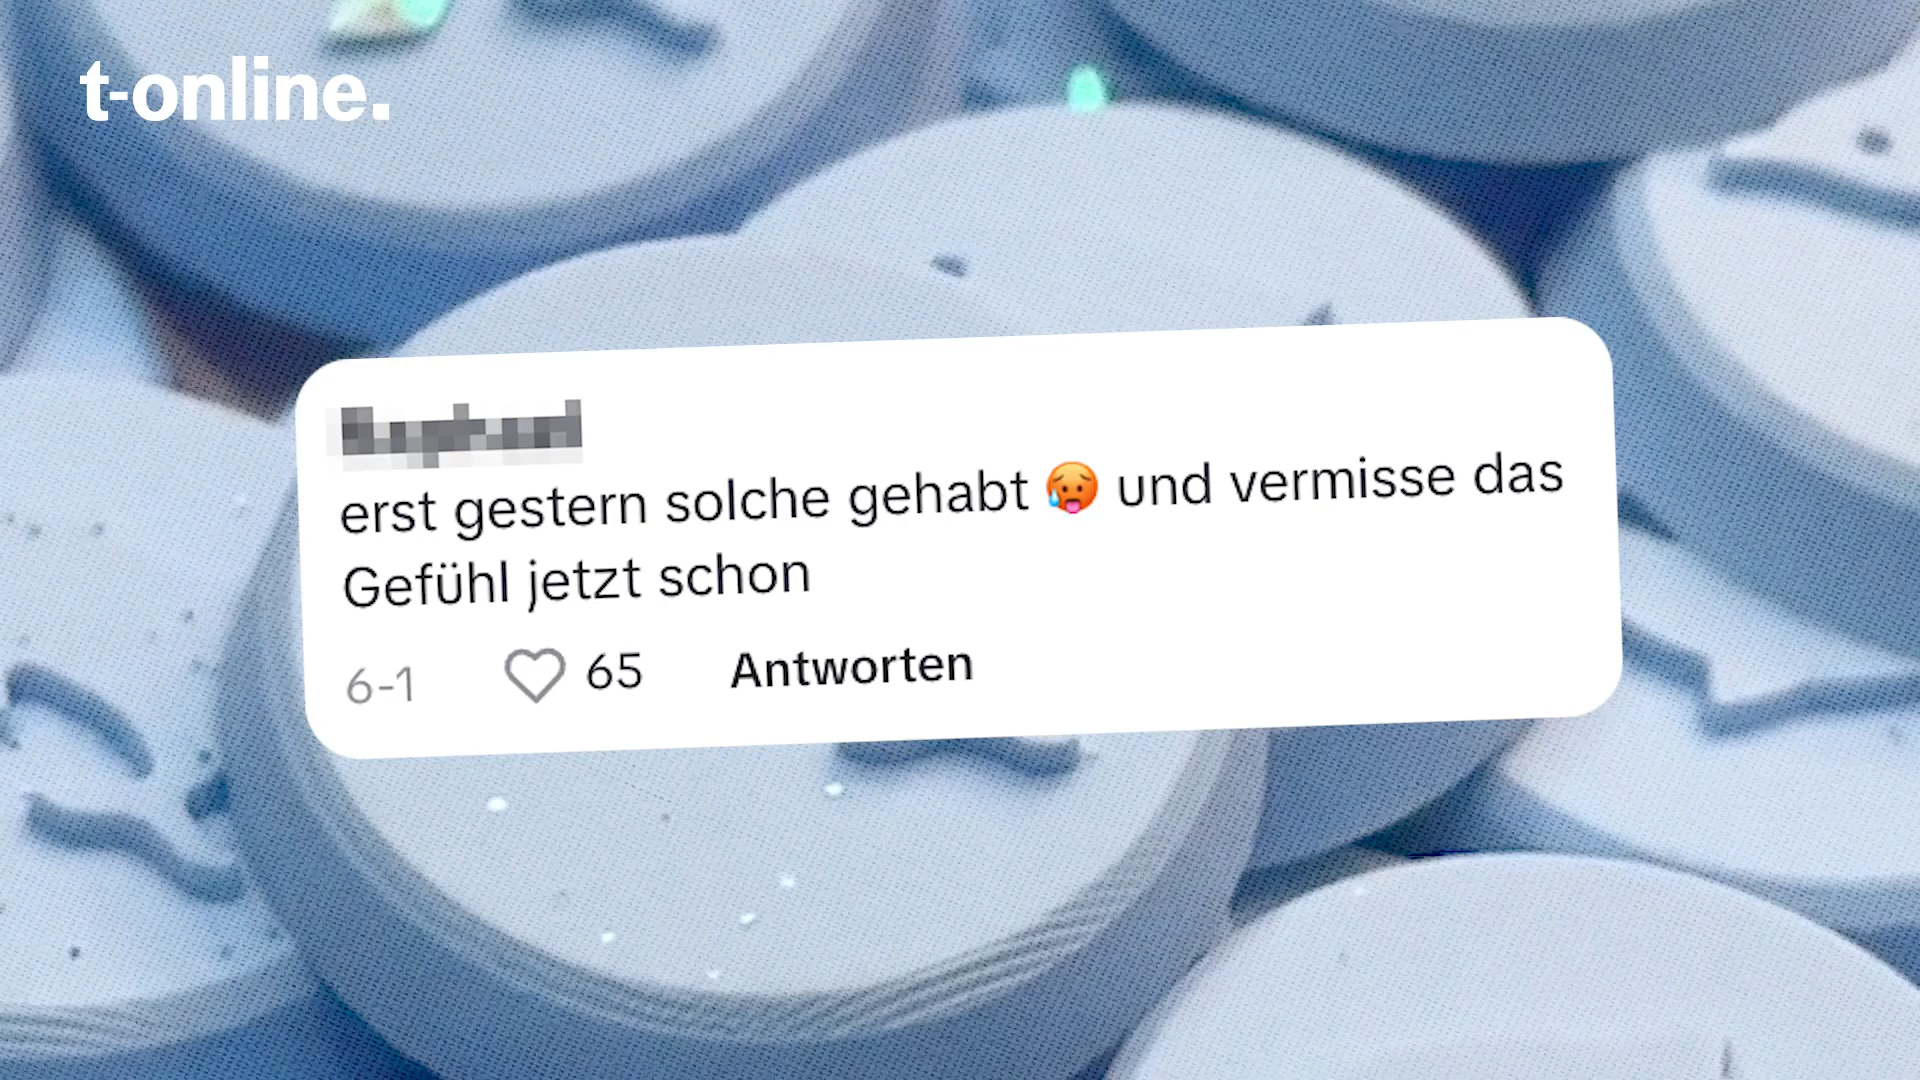 t-online.
erst gestern solche gehabt 🥵 und vermisse das
Gefühl jetzt schon
6-1 65 Antworten